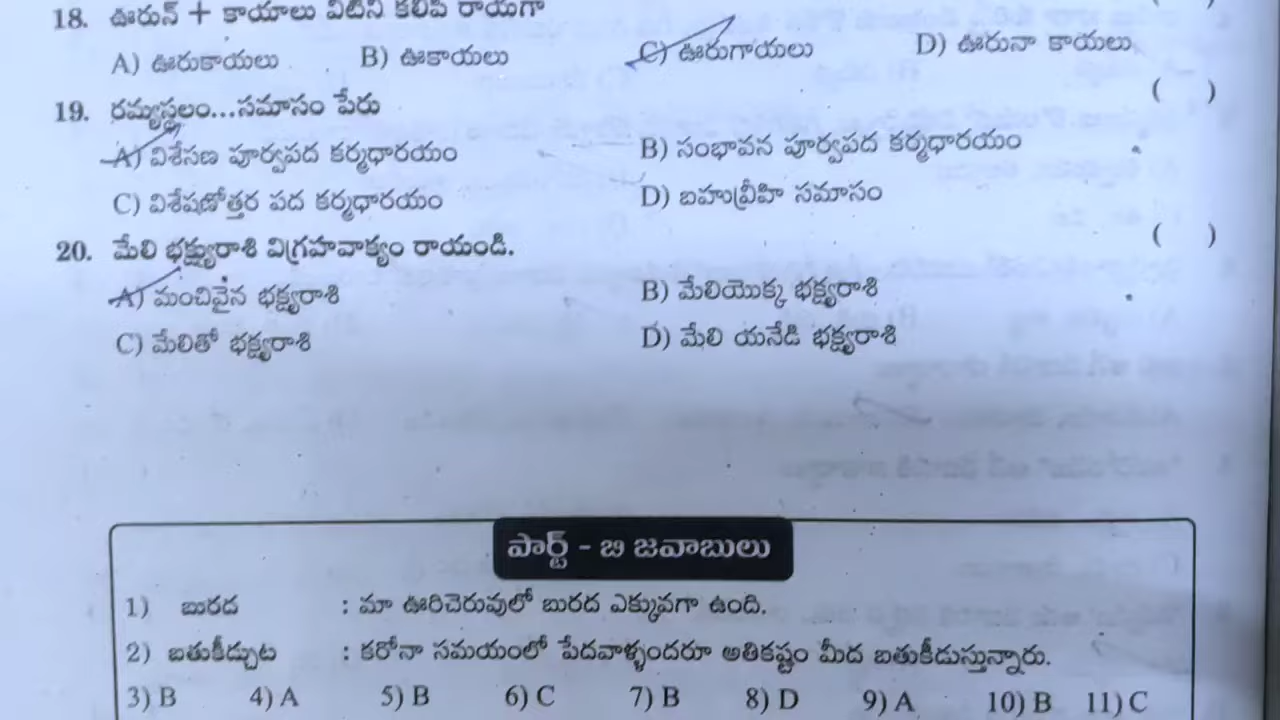 18. ఊరున్ + కాయాలు వీటిని కలిపి రాయగా
A) ఊరుకాయలు B) ఊకాయలు C) ఊరుగాయలు D) ఊరునా కాయలు
19. రమ్యస్థలం...సమాసం పేరు ( )
A) విశేసణ పూర్వపద కర్మధారయం B) సంభావన పూర్వపద కర్మధారయం
C) విశేషణోత్తర పద కర్మధారయం D) బహువ్రీహి సమాసం
20. మేలి భక్ష్యురాశి విగ్రహవాక్యం రాయండి. ( )
A) మంచివైన భక్ష్యరాశి B) మేలియొక్క భక్ష్యరాశి
C) మేలితో భక్ష్యరాశి D) మేలి యనేడి భక్ష్యరాశి
పార్ట్ - బి జవాబులు
1) బురద : మా ఊరిచెరువులో బురద ఎక్కువగా ఉంది.
2) బతుకీడ్పుట : కరోనా సమయంలో పేదవాళ్ళందరూ అతికష్టం మీద బతుకీడుస్తున్నారు.
3) B 4) A 5) B 6) C 7) B 8) D 9) A 10) B 11) C